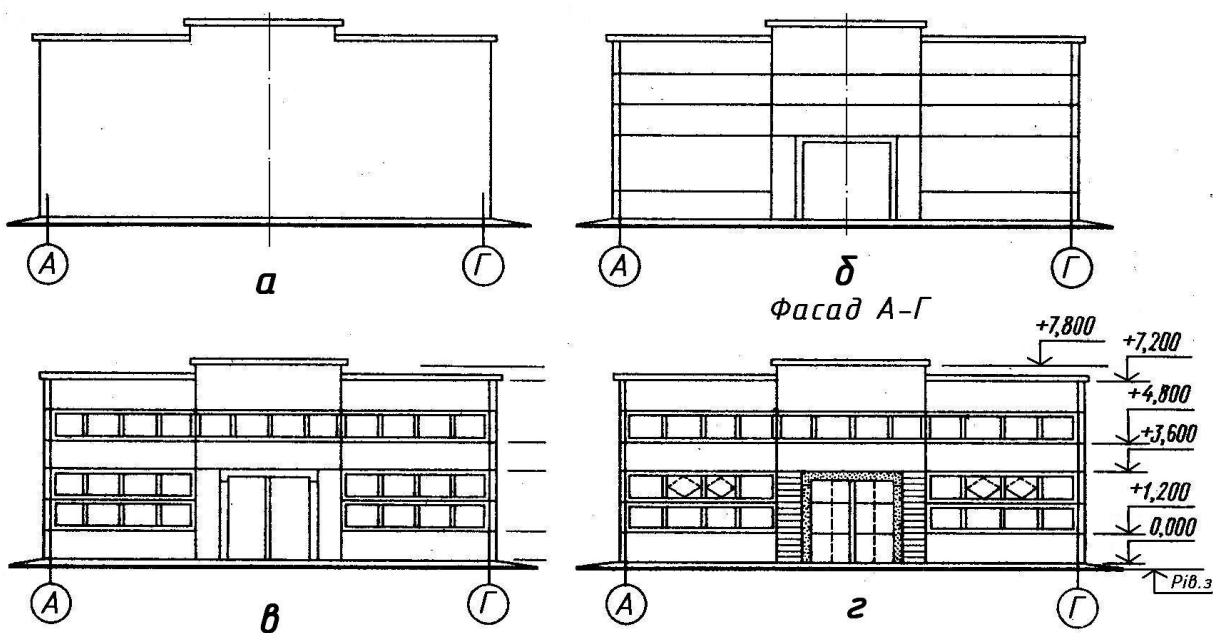 А
Г
а
А
Г
б
Фасад А-Г
+7,800
+7,200
+4,800
+3,600
+1,200
0,000
Рів.з
А
Г
в
А
Г
г